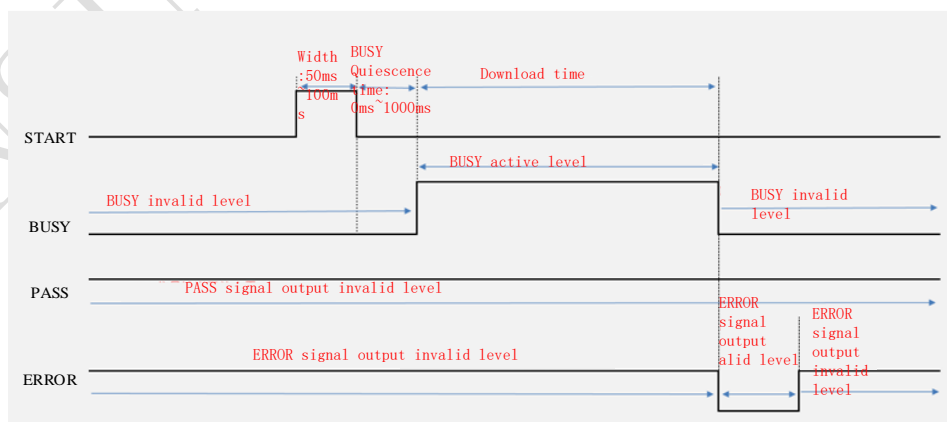 Width
:50ms
~100m
s
BUSY
Quiescence
Time:
0ms~1000ms
Download time
START
BUSY active level
BUSY invalid level
BUSY invalid
level
BUSY
PASS signal output invalid level
PASS
ERROR
signal
output
alid level
ERROR
signal
output
invalid
level
ERROR signal output invalid level
ERROR